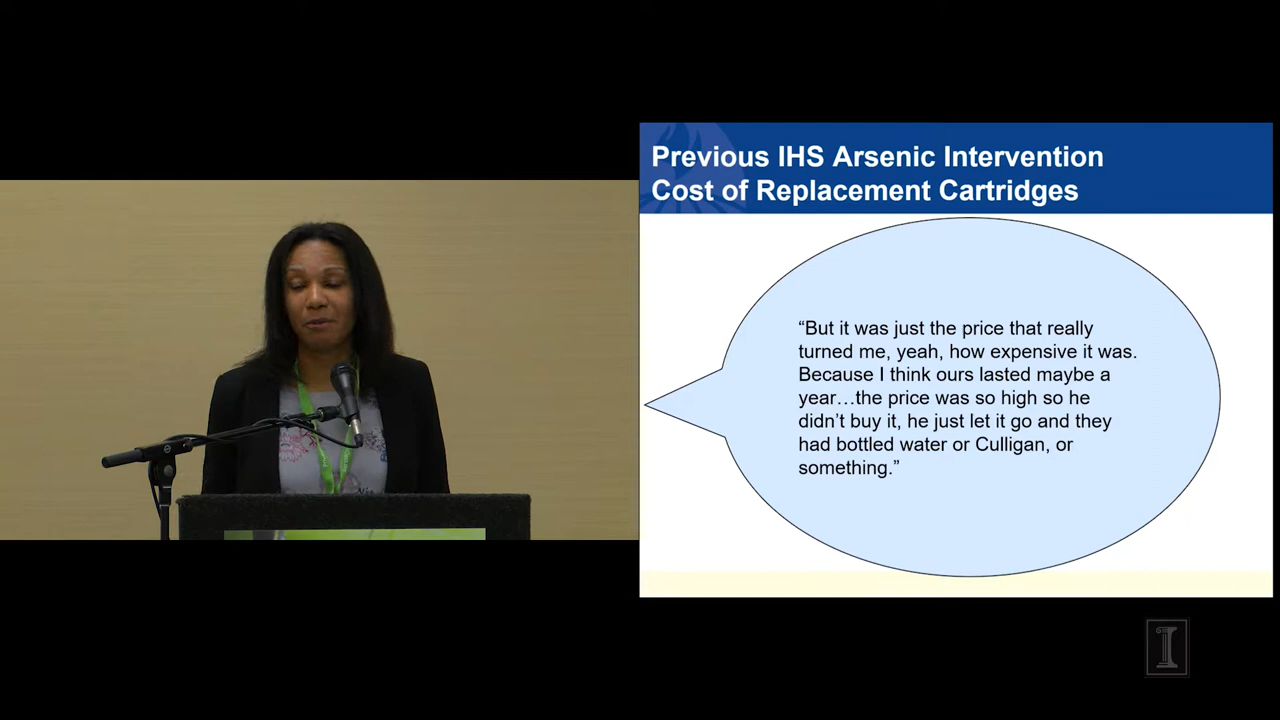 Previous IHS Arsenic Intervention
Cost of Replacement Cartridges
“But it was just the price that really
turned me, yeah, how expensive it was.
Because I think ours lasted maybe a
year…the price was so high so he
didn’t buy it, he just let it go and they
had bottled water or Culligan, or
something.”